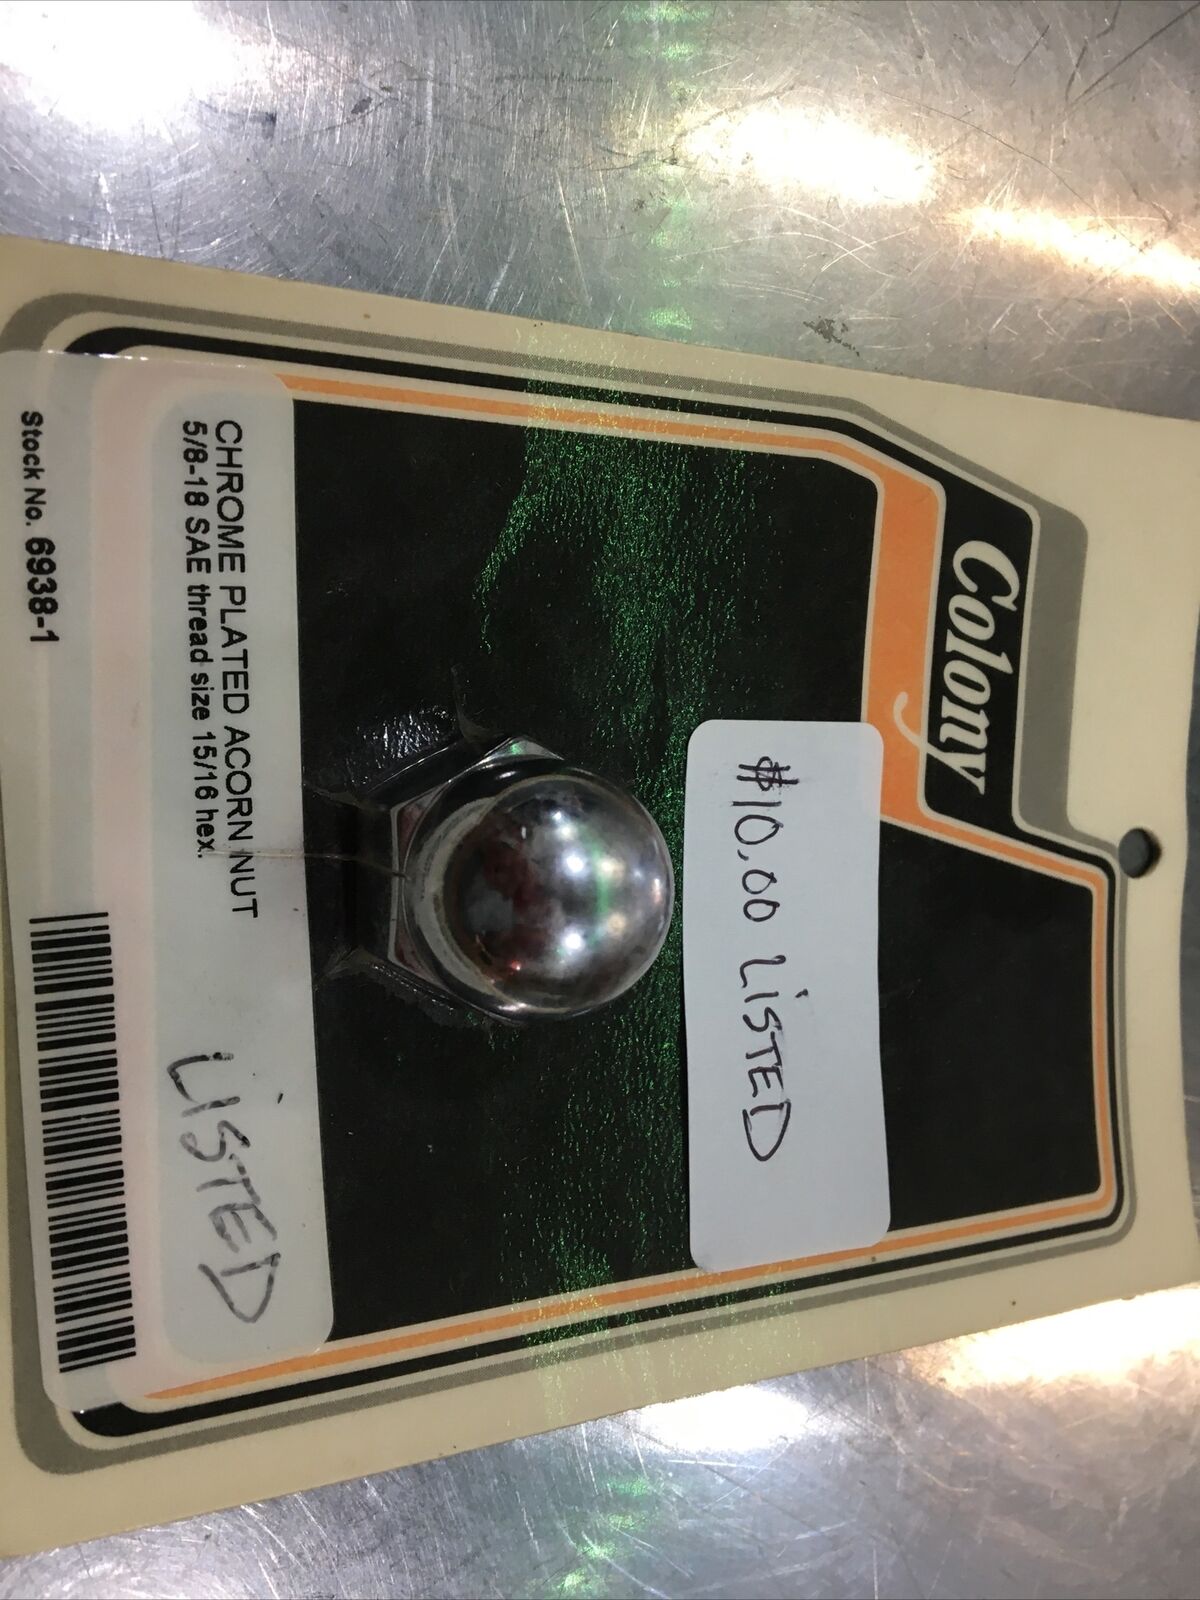 Colony
$10.00 LiSTED
CHROME PLATED ACORN NUT
5/8-18 SAE thread size 15/16 hex.
LiSTED
Stock No. 6938-1